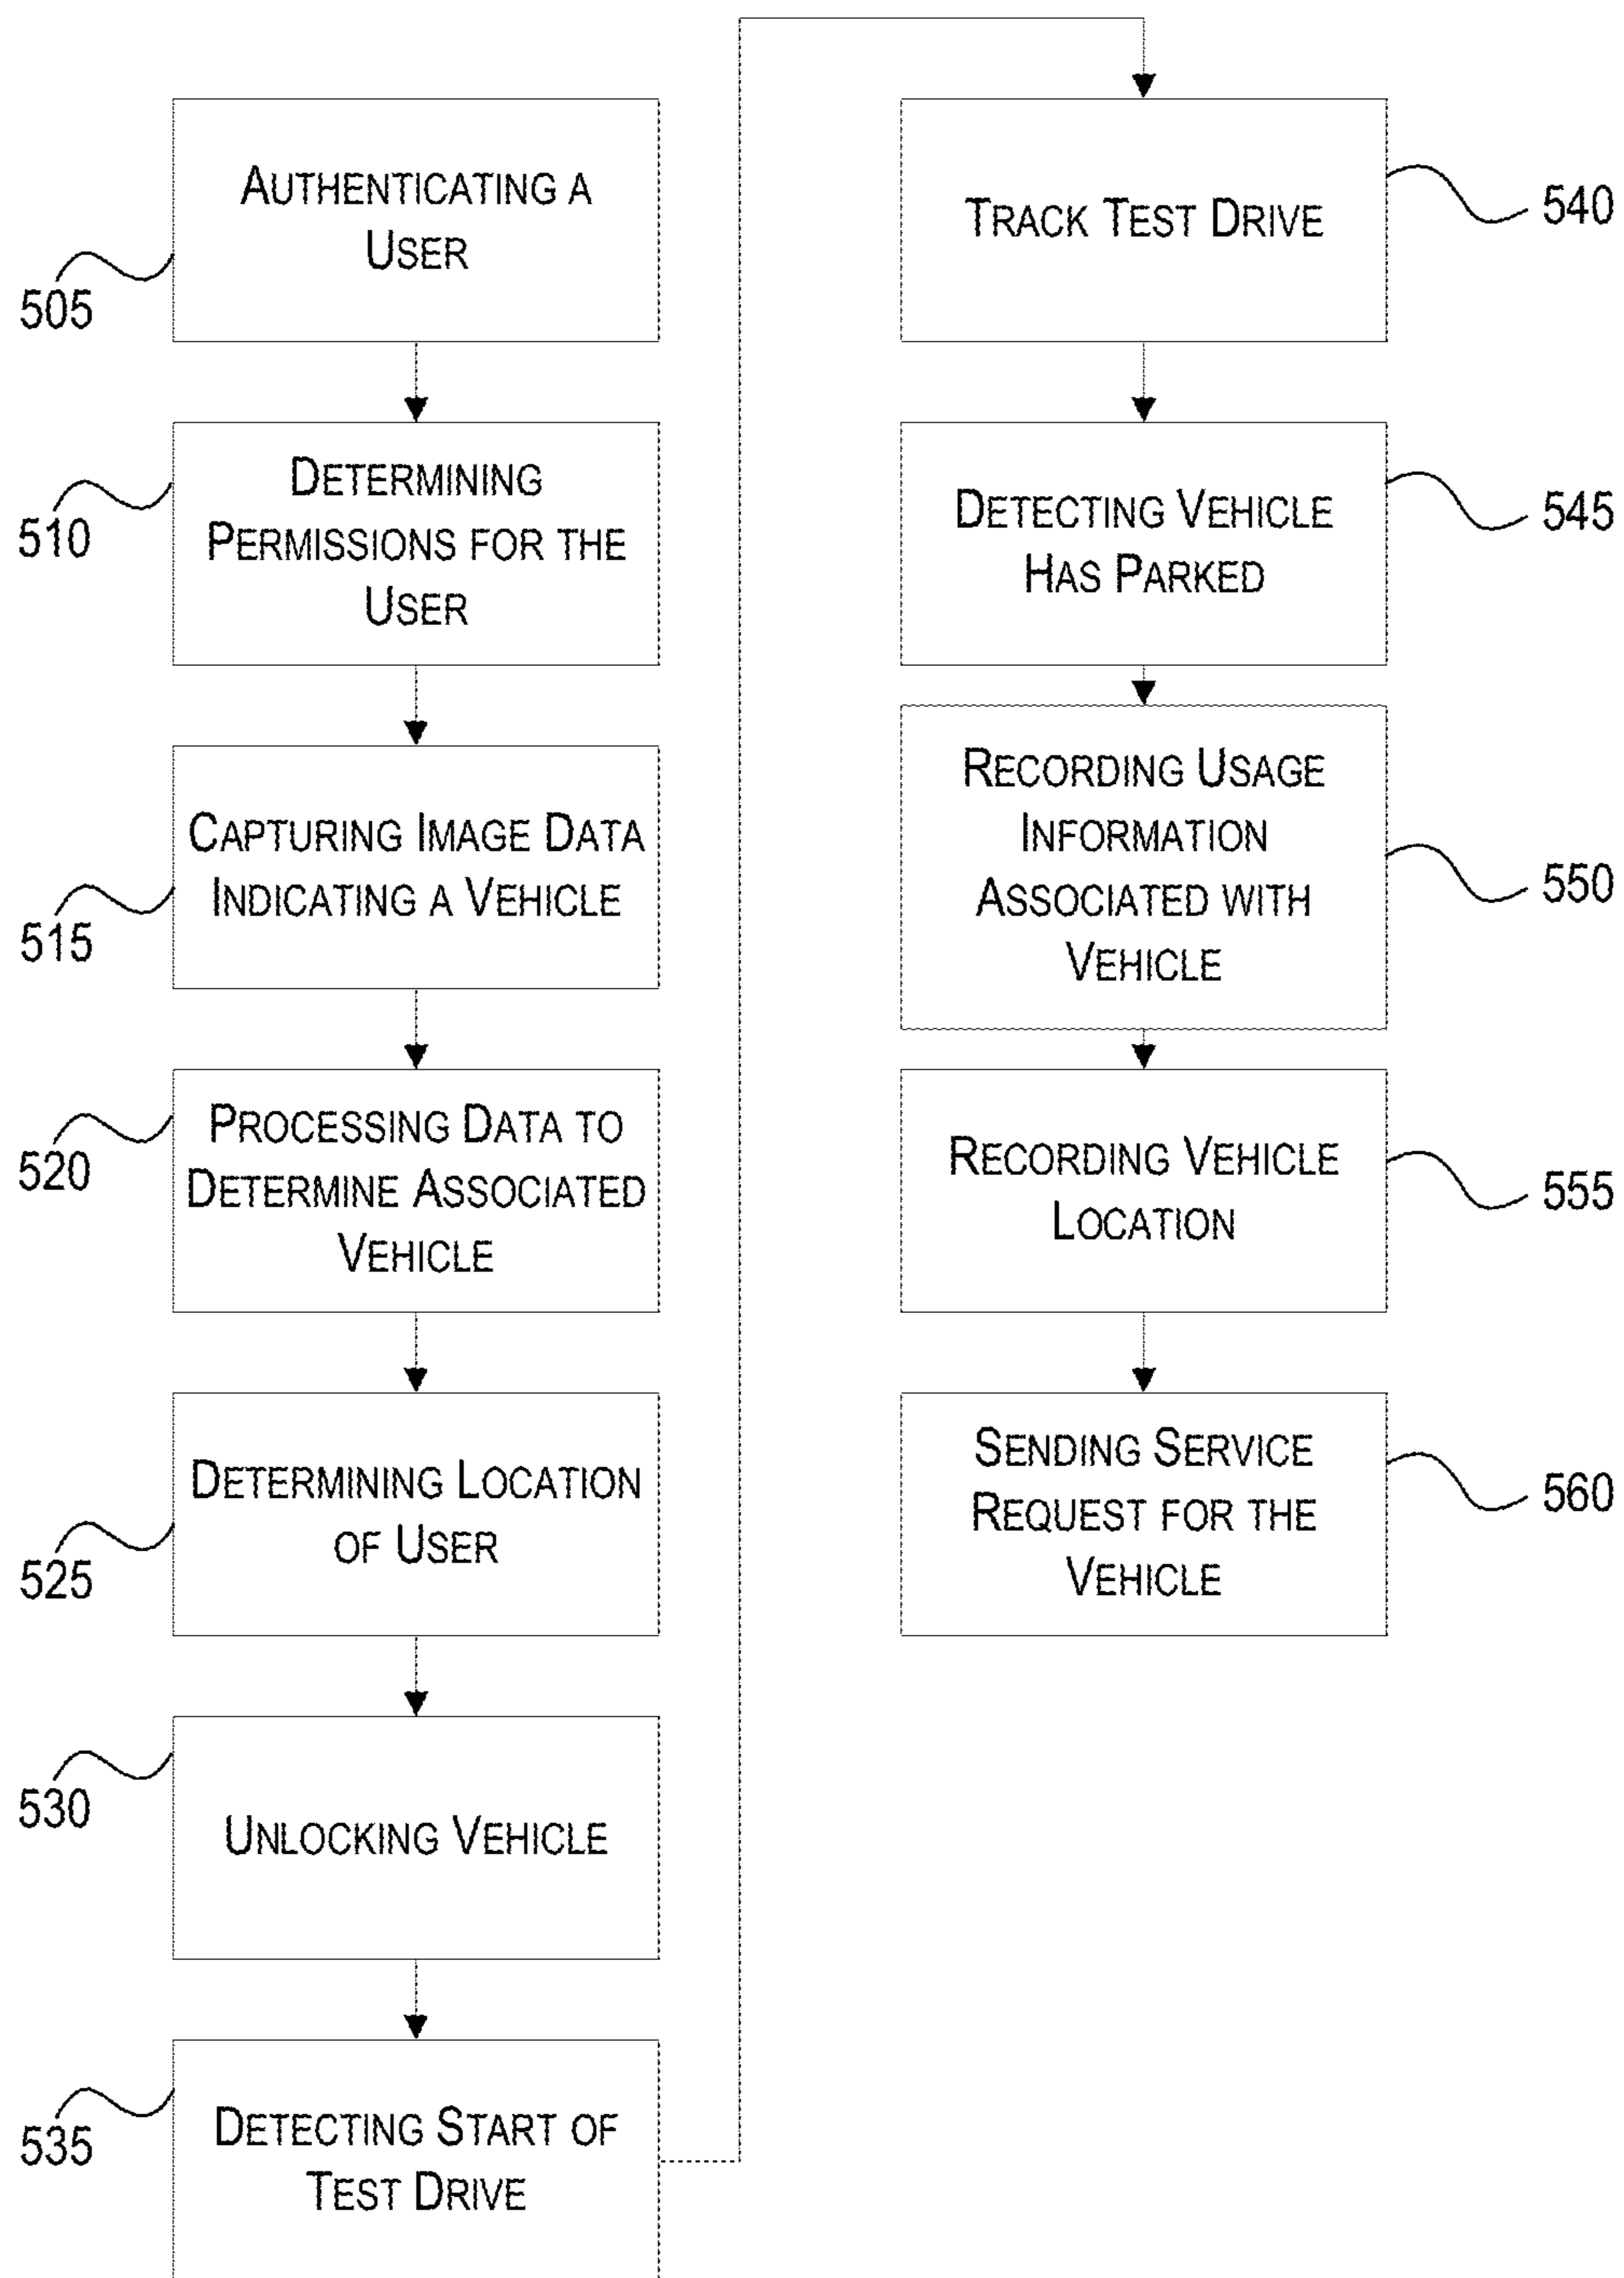 AUTHENTICATING A
USER
505
DETERMINING
PERMISSIONS FOR THE
USER
510
CAPTURING IMAGE DATA
INDICATING A VEHICLE
515
PROCESSING DATA TO
DETERMINE ASSOCIATED
VEHICLE
520
DETERMINING LOCATION
OF USER
525
UNLOCKING VEHICLE
530
DETECTING START OF
TEST DRIVE
535
TRACK TEST DRIVE
540
DETECTING VEHICLE
HAS PARKED
545
RECORDING USAGE
INFORMATION
ASSOCIATED WITH
VEHICLE
550
RECORDING VEHICLE
LOCATION
555
SENDING SERVICE
REQUEST FOR THE
VEHICLE
560